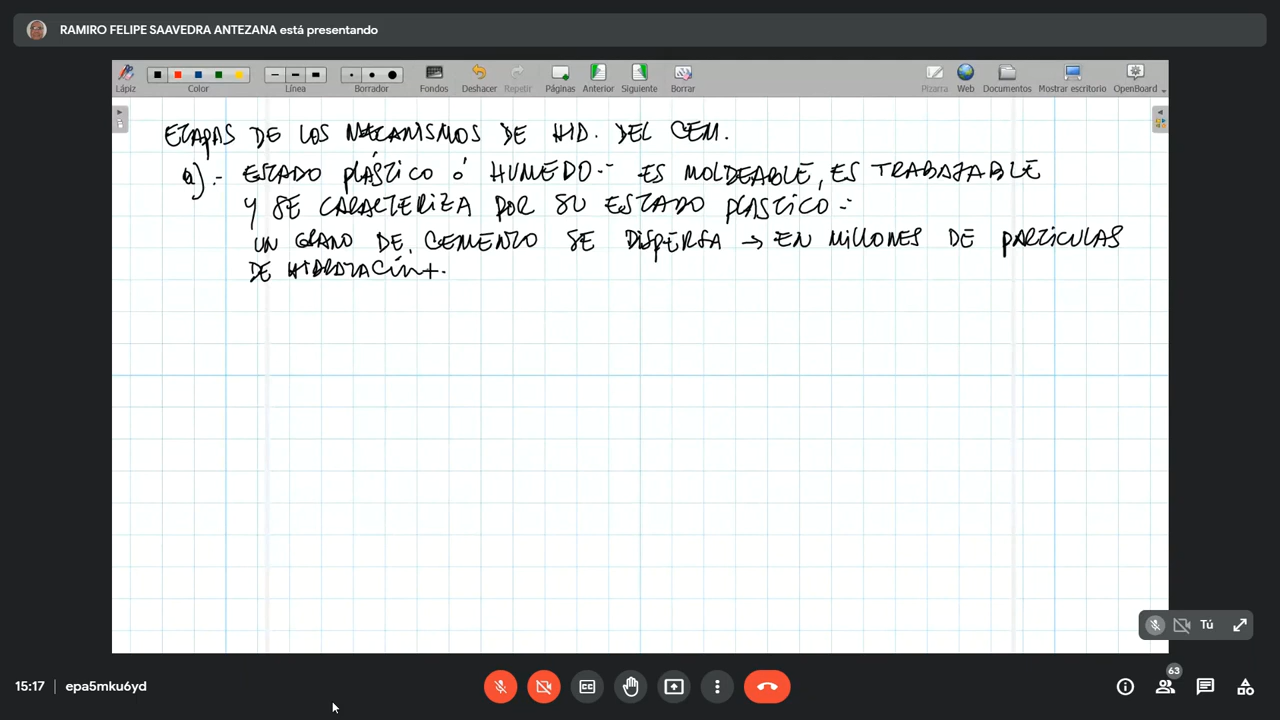 RAMIRO FELIPE SAAVEDRA ANTEZANA está presentando
Lápiz Color Línea Borrador Fondos Deshacer Repetir Páginas Anterior Siguiente Borrar Pizarra Web Documentos Mostrar escritorio OpenBoard
ETAPAS DE LOS MECANISMOS DE HID. DEL CEM.
a).- ESTADO PLÁSTICO ó HUMEDO.- ES MOLDEABLE, ES TRABAJABLE
Y SE CARACTERIZA POR SU ESTADO PLASTICO.-
UN GRANO DE CEMENTO SE DISPERSA → EN MILLONES DE PARTICULAS
DE HIDRATACIÓN+.
Tú
15:17 epa5mku6yd
63